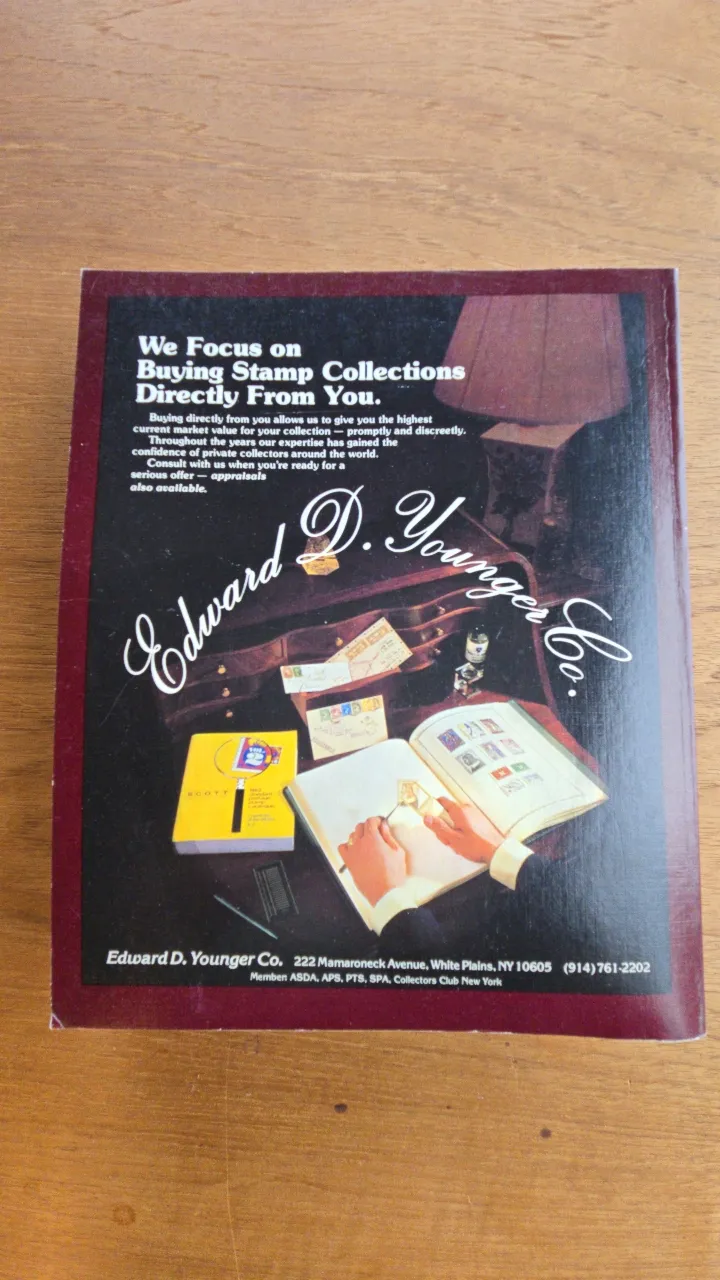 We Focus on
Buying Stamp Collections
Directly From You.
Buying directly from you allows us to give you the highest
current market value for your collection — promptly and discreetly.
Throughout the years our expertise has gained the
confidence of private collectors around the world.
Consult with us when you're ready for a
serious offer — appraisals
also available.
Edward D. Younger Co.
VOL.
2
SCOTT
Edward D. Younger Co. 222 Mamaroneck Avenue, White Plains, NY 10605 (914) 761-2202
Member: ASDA, APS, PTS, SPA, Collectors Club New York